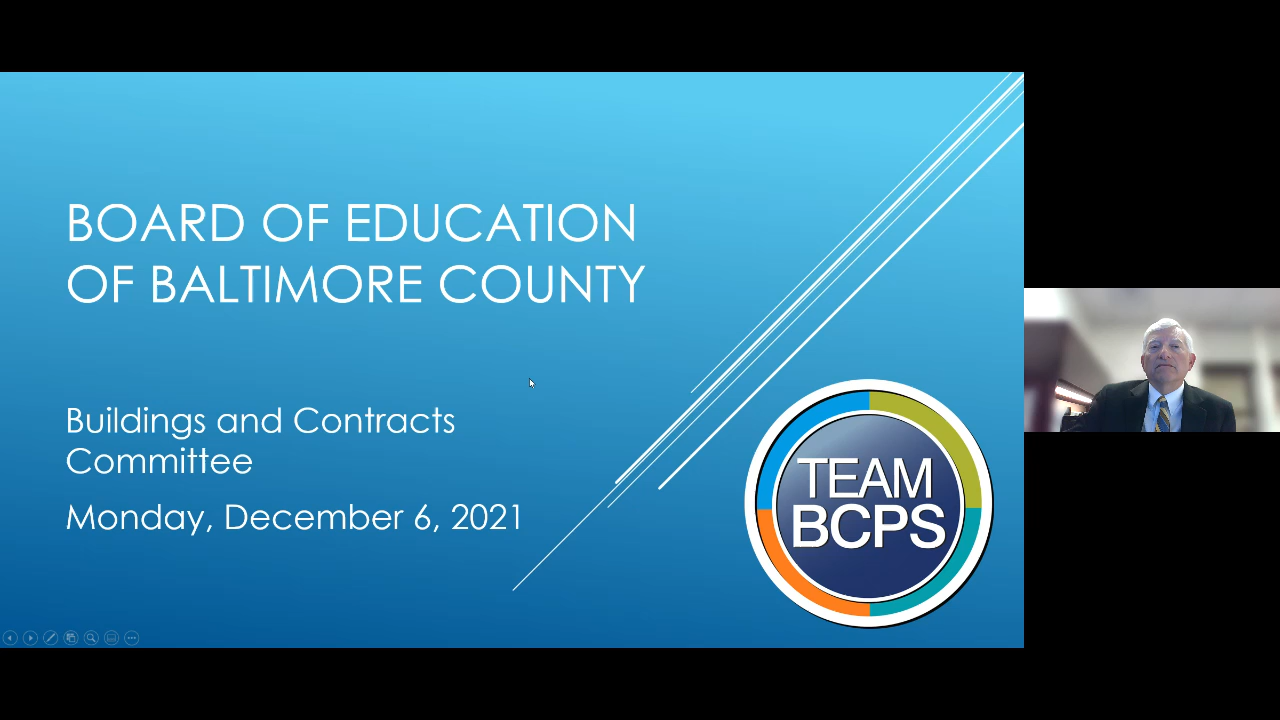 BOARD OF EDUCATION
OF BALTIMORE COUNTY
Buildings and Contracts
Committee
Monday, December 6, 2021
TEAM
BCPS